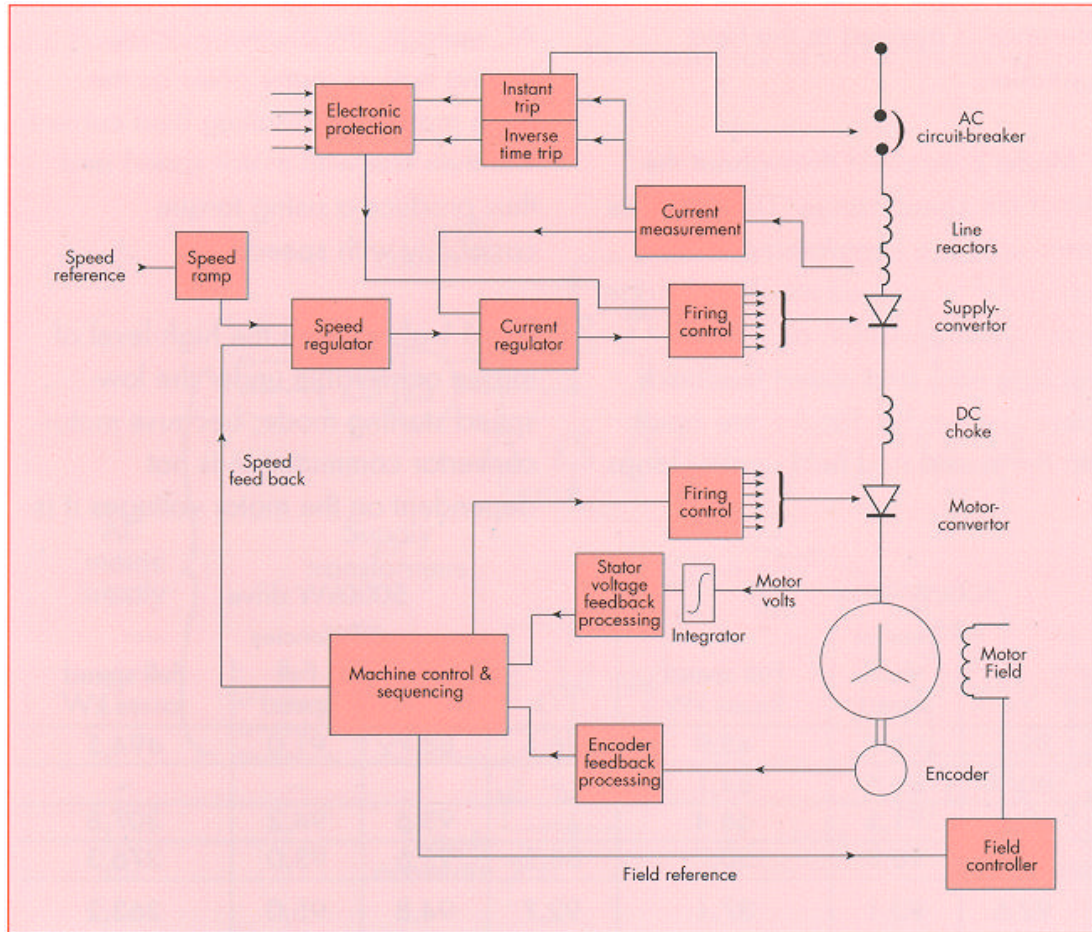 Electronic
protection
Instant
trip
Inverse
time trip
AC
circuit-breaker
Current
measurement
Line
reactors
Speed
reference
Speed
ramp
Speed
regulator
Current
regulator
Firing
control
Supply-
convertor
DC
choke
Speed
feed back
Firing
control
Motor-
convertor
Stator
voltage
feedback
processing
Integrator
Motor
volts
Motor
Field
Machine control &
sequencing
Encoder
feedback
processing
Encoder
Field reference
Field
controller